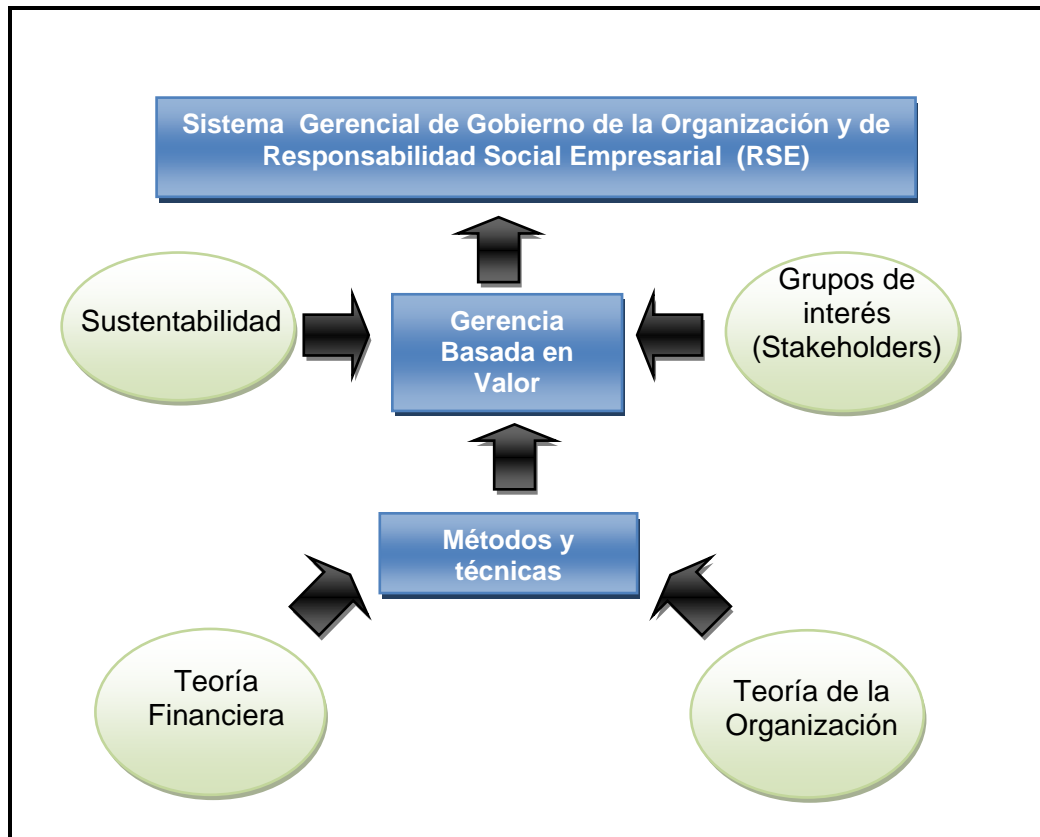 Sistema Gerencial de Gobierno de la Organización y de
Responsabilidad Social Empresarial (RSE)
Sustentabilidad
Gerencia
Basada en
Valor
Grupos de
interés
(Stakeholders)
Métodos y
técnicas
Teoría
Financiera
Teoría de la
Organización